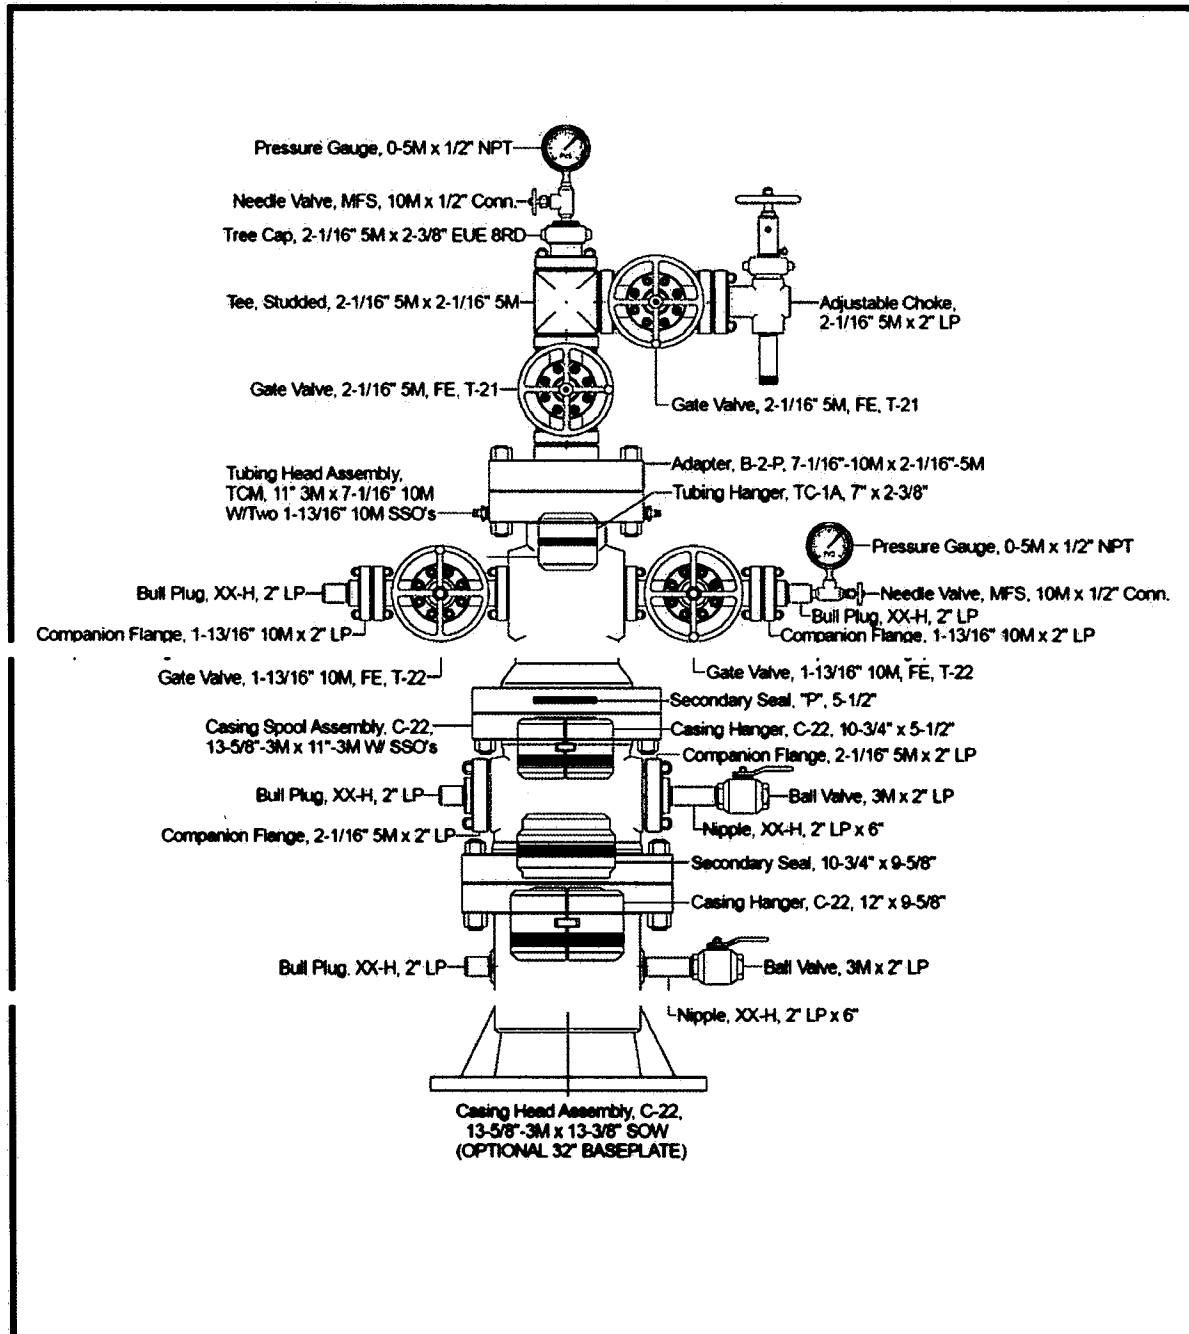 Pressure Gauge, 0-5M x 1/2" NPT
Needle Valve, MFS, 10M x 1/2" Conn.
Tree Cap, 2-1/16" 5M x 2-3/8" EUE 8RD
Tee, Studded, 2-1/16" 5M x 2-1/16" 5M
Adjustable Choke,
2-1/16" 5M x 2" LP
Gate Valve, 2-1/16" 5M, FE, T-21
Gate Valve, 2-1/16" 5M, FE, T-21
Adapter, B-2-P, 7-1/16"-10M x 2-1/16"-5M
Tubing Head Assembly,
TCM, 11" 3M x 7-1/16" 10M
W/Two 1-13/16" 10M SSO's
Tubing Hanger, TC-1A, 7" x 2-3/8"
Pressure Gauge, 0-5M x 1/2" NPT
Bull Plug, XX-H, 2" LP
Needle Valve, MFS, 10M x 1/2" Conn.
Bull Plug, XX-H, 2" LP
Companion Flange, 1-13/16" 10M x 2" LP
Companion Flange, 1-13/16" 10M x 2" LP
Gate Valve, 1-13/16" 10M, FE, T-22
Gate Valve, 1-13/16" 10M, FE, T-22
Secondary Seal, "P", 5-1/2"
Casing Spool Assembly, C-22,
13-5/8"-3M x 11"-3M W/ SSO's
Casing Hanger, C-22, 10-3/4" x 5-1/2"
Companion Flange, 2-1/16" 5M x 2" LP
Bull Plug, XX-H, 2" LP
Ball Valve, 3M x 2" LP
Companion Flange, 2-1/16" 5M x 2" LP
Nipple, XX-H, 2" LP x 6"
Secondary Seal, 10-3/4" x 9-5/8"
Casing Hanger, C-22, 12" x 9-5/8"
Bull Plug, XX-H, 2" LP
Ball Valve, 3M x 2" LP
Nipple, XX-H, 2" LP x 6"
Casing Head Assembly, C-22,
13-5/8"-3M x 13-3/8" SOW
(OPTIONAL 32" BASEPLATE)